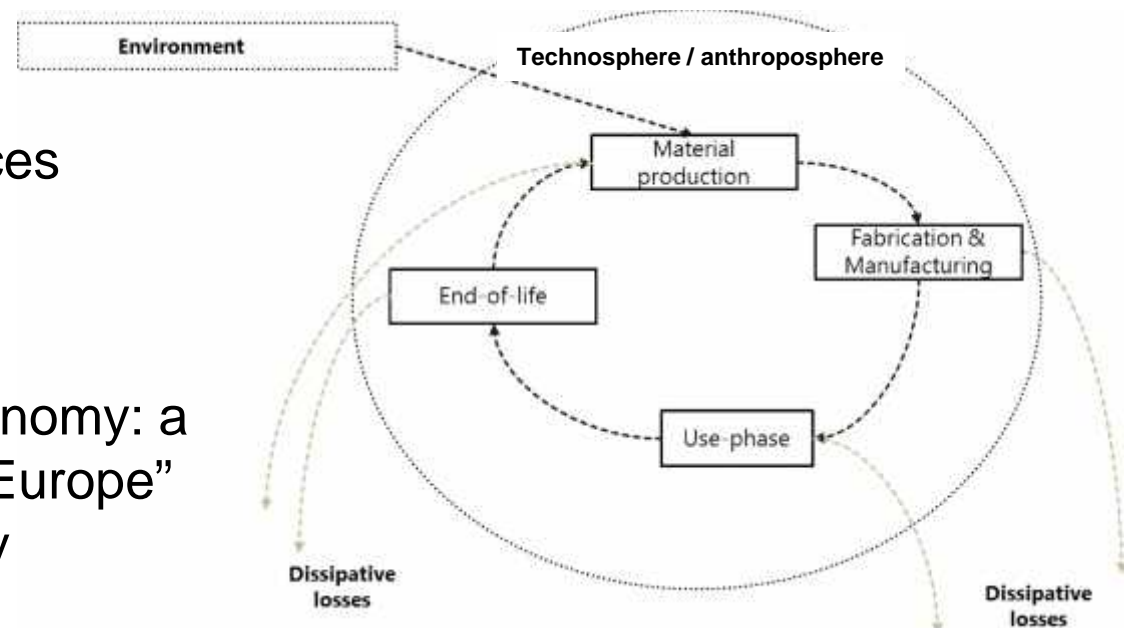 Environment
Technosphere / anthroposphere
Material
production
Fabrication &
Manufacturing
End-of-life
Use-phase
Dissipative
losses
Dissipative
losses
ces
nomy: a
Europe”
y